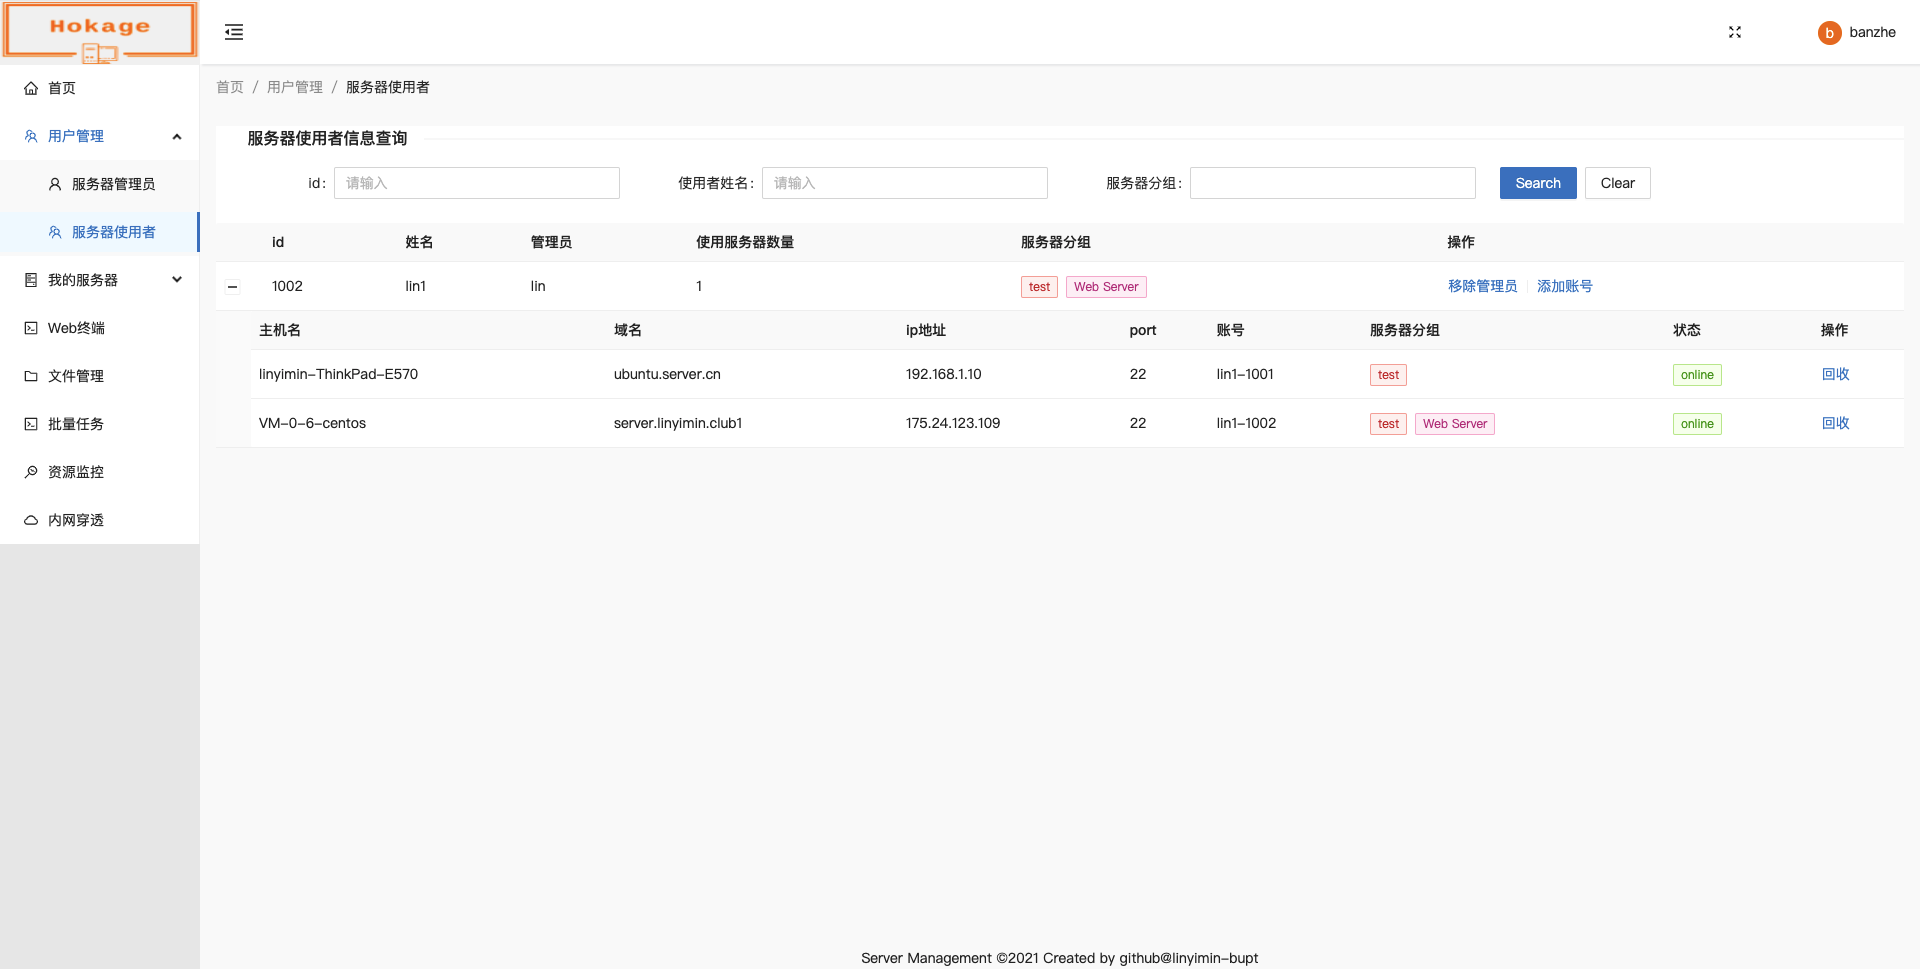 Hokage
b banzhe
首页
用户管理
服务器管理员
服务器使用者
我的服务器
Web终端
文件管理
批量任务
资源监控
内网穿透
首页 / 用户管理 / 服务器使用者
服务器使用者信息查询
id: 请输入 使用者姓名: 请输入 服务器分组: Search Clear
id 姓名 管理员 使用服务器数量 服务器分组 操作
1002 lin1 lin 1 test Web Server 移除管理员 添加账号
主机名 域名 ip地址 port 账号 服务器分组 状态 操作
linyimin-ThinkPad-E570 ubuntu.server.cn 192.168.1.10 22 lin1-1001 test online 回收
VM-0-6-centos server.linyimin.club1 175.24.123.109 22 lin1-1002 test Web Server online 回收
Server Management ©2021 Created by github@linyimin-bupt